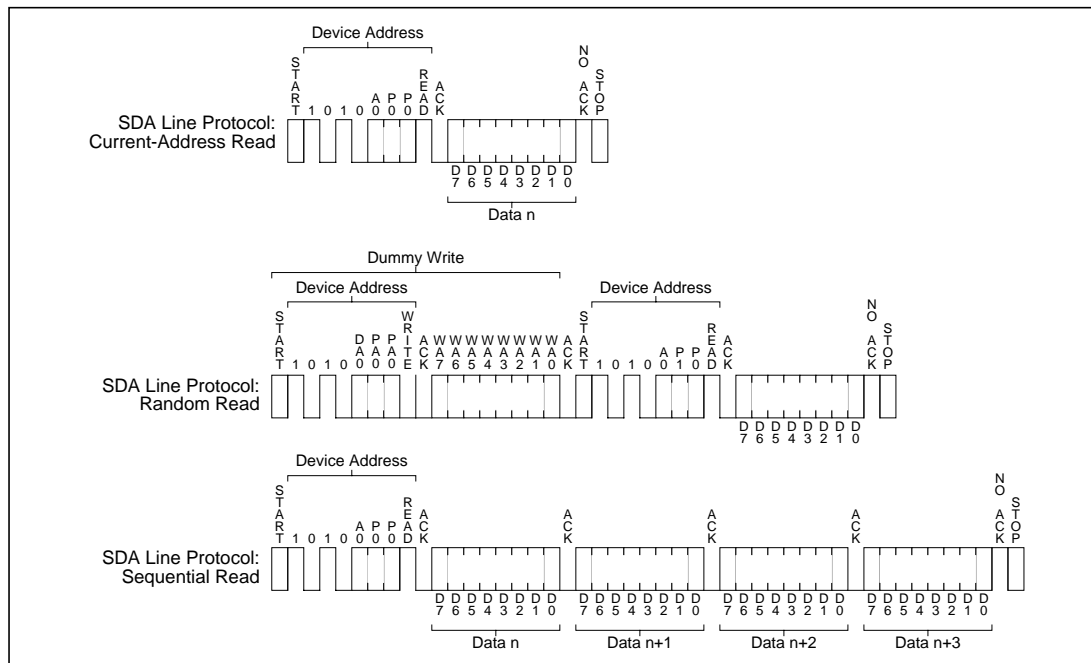 Device Address
START 1 0 1 0 A0 P0 P0 READ ACK NO ACK STOP
SDA Line Protocol:
Current-Address Read
D7 D6 D5 D4 D3 D2 D1 D0
Data n
Dummy Write
Device Address Device Address
START 1 0 1 0 DA0 PA0 PA0 WRITE ACK WA7 WA6 WA5 WA4 WA3 WA2 WA1 WA0 ACK START 1 0 1 0 A0 P1 P0 READ ACK NO ACK STOP
SDA Line Protocol:
Random Read
D7 D6 D5 D4 D3 D2 D1 D0
Device Address
START 1 0 1 0 A0 P0 P0 READ ACK ACK ACK ACK NO ACK STOP
SDA Line Protocol:
Sequential Read
D7 D6 D5 D4 D3 D2 D1 D0 D7 D6 D5 D4 D3 D2 D1 D0 D7 D6 D5 D4 D3 D2 D1 D0 D7 D6 D5 D4 D3 D2 D1 D0
Data n Data n+1 Data n+2 Data n+3